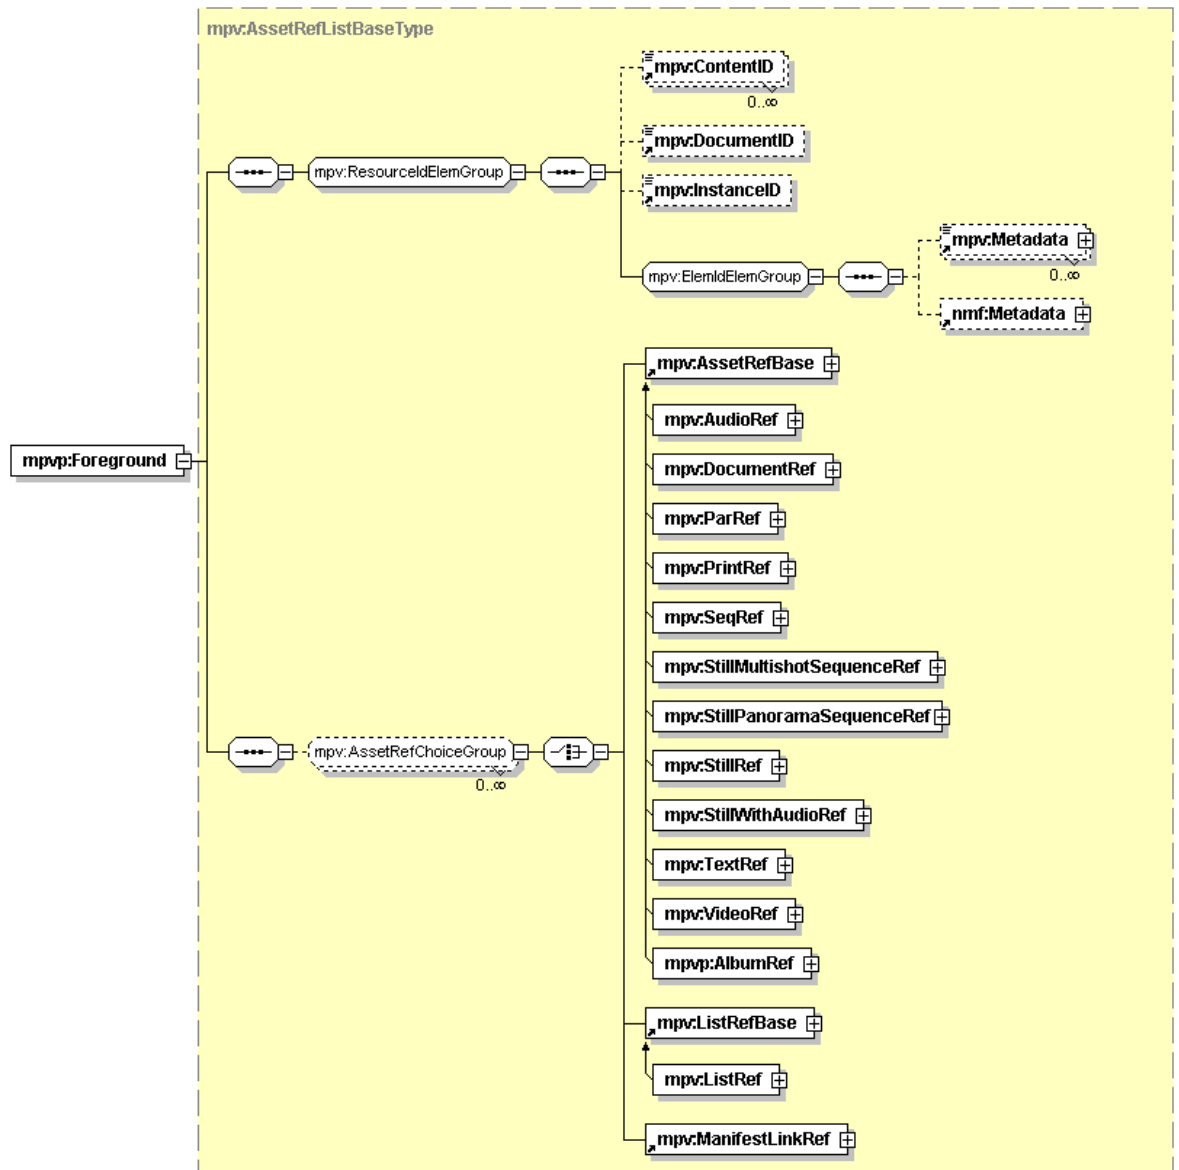 mpv:AssetRefListBaseType
mpv:ContentID
0..∞
mpv:DocumentID
mpv:ResourceIdElemGroup
mpv:InstanceID
mpv:Metadata
0..∞
mpv:ElemIdElemGroup
nmf:Metadata
mpv:AssetRefBase
mpv:AudioRef
mpvp:Foreground
mpv:DocumentRef
mpv:ParRef
mpv:PrintRef
mpv:SeqRef
mpv:StillMultishotSequenceRef
mpv:StillPanoramaSequenceRef
mpv:AssetRefChoiceGroup
0..∞
mpv:StillRef
mpv:StillWithAudioRef
mpv:TextRef
mpv:VideoRef
mpvp:AlbumRef
mpv:ListRefBase
mpv:ListRef
mpv:ManifestLinkRef